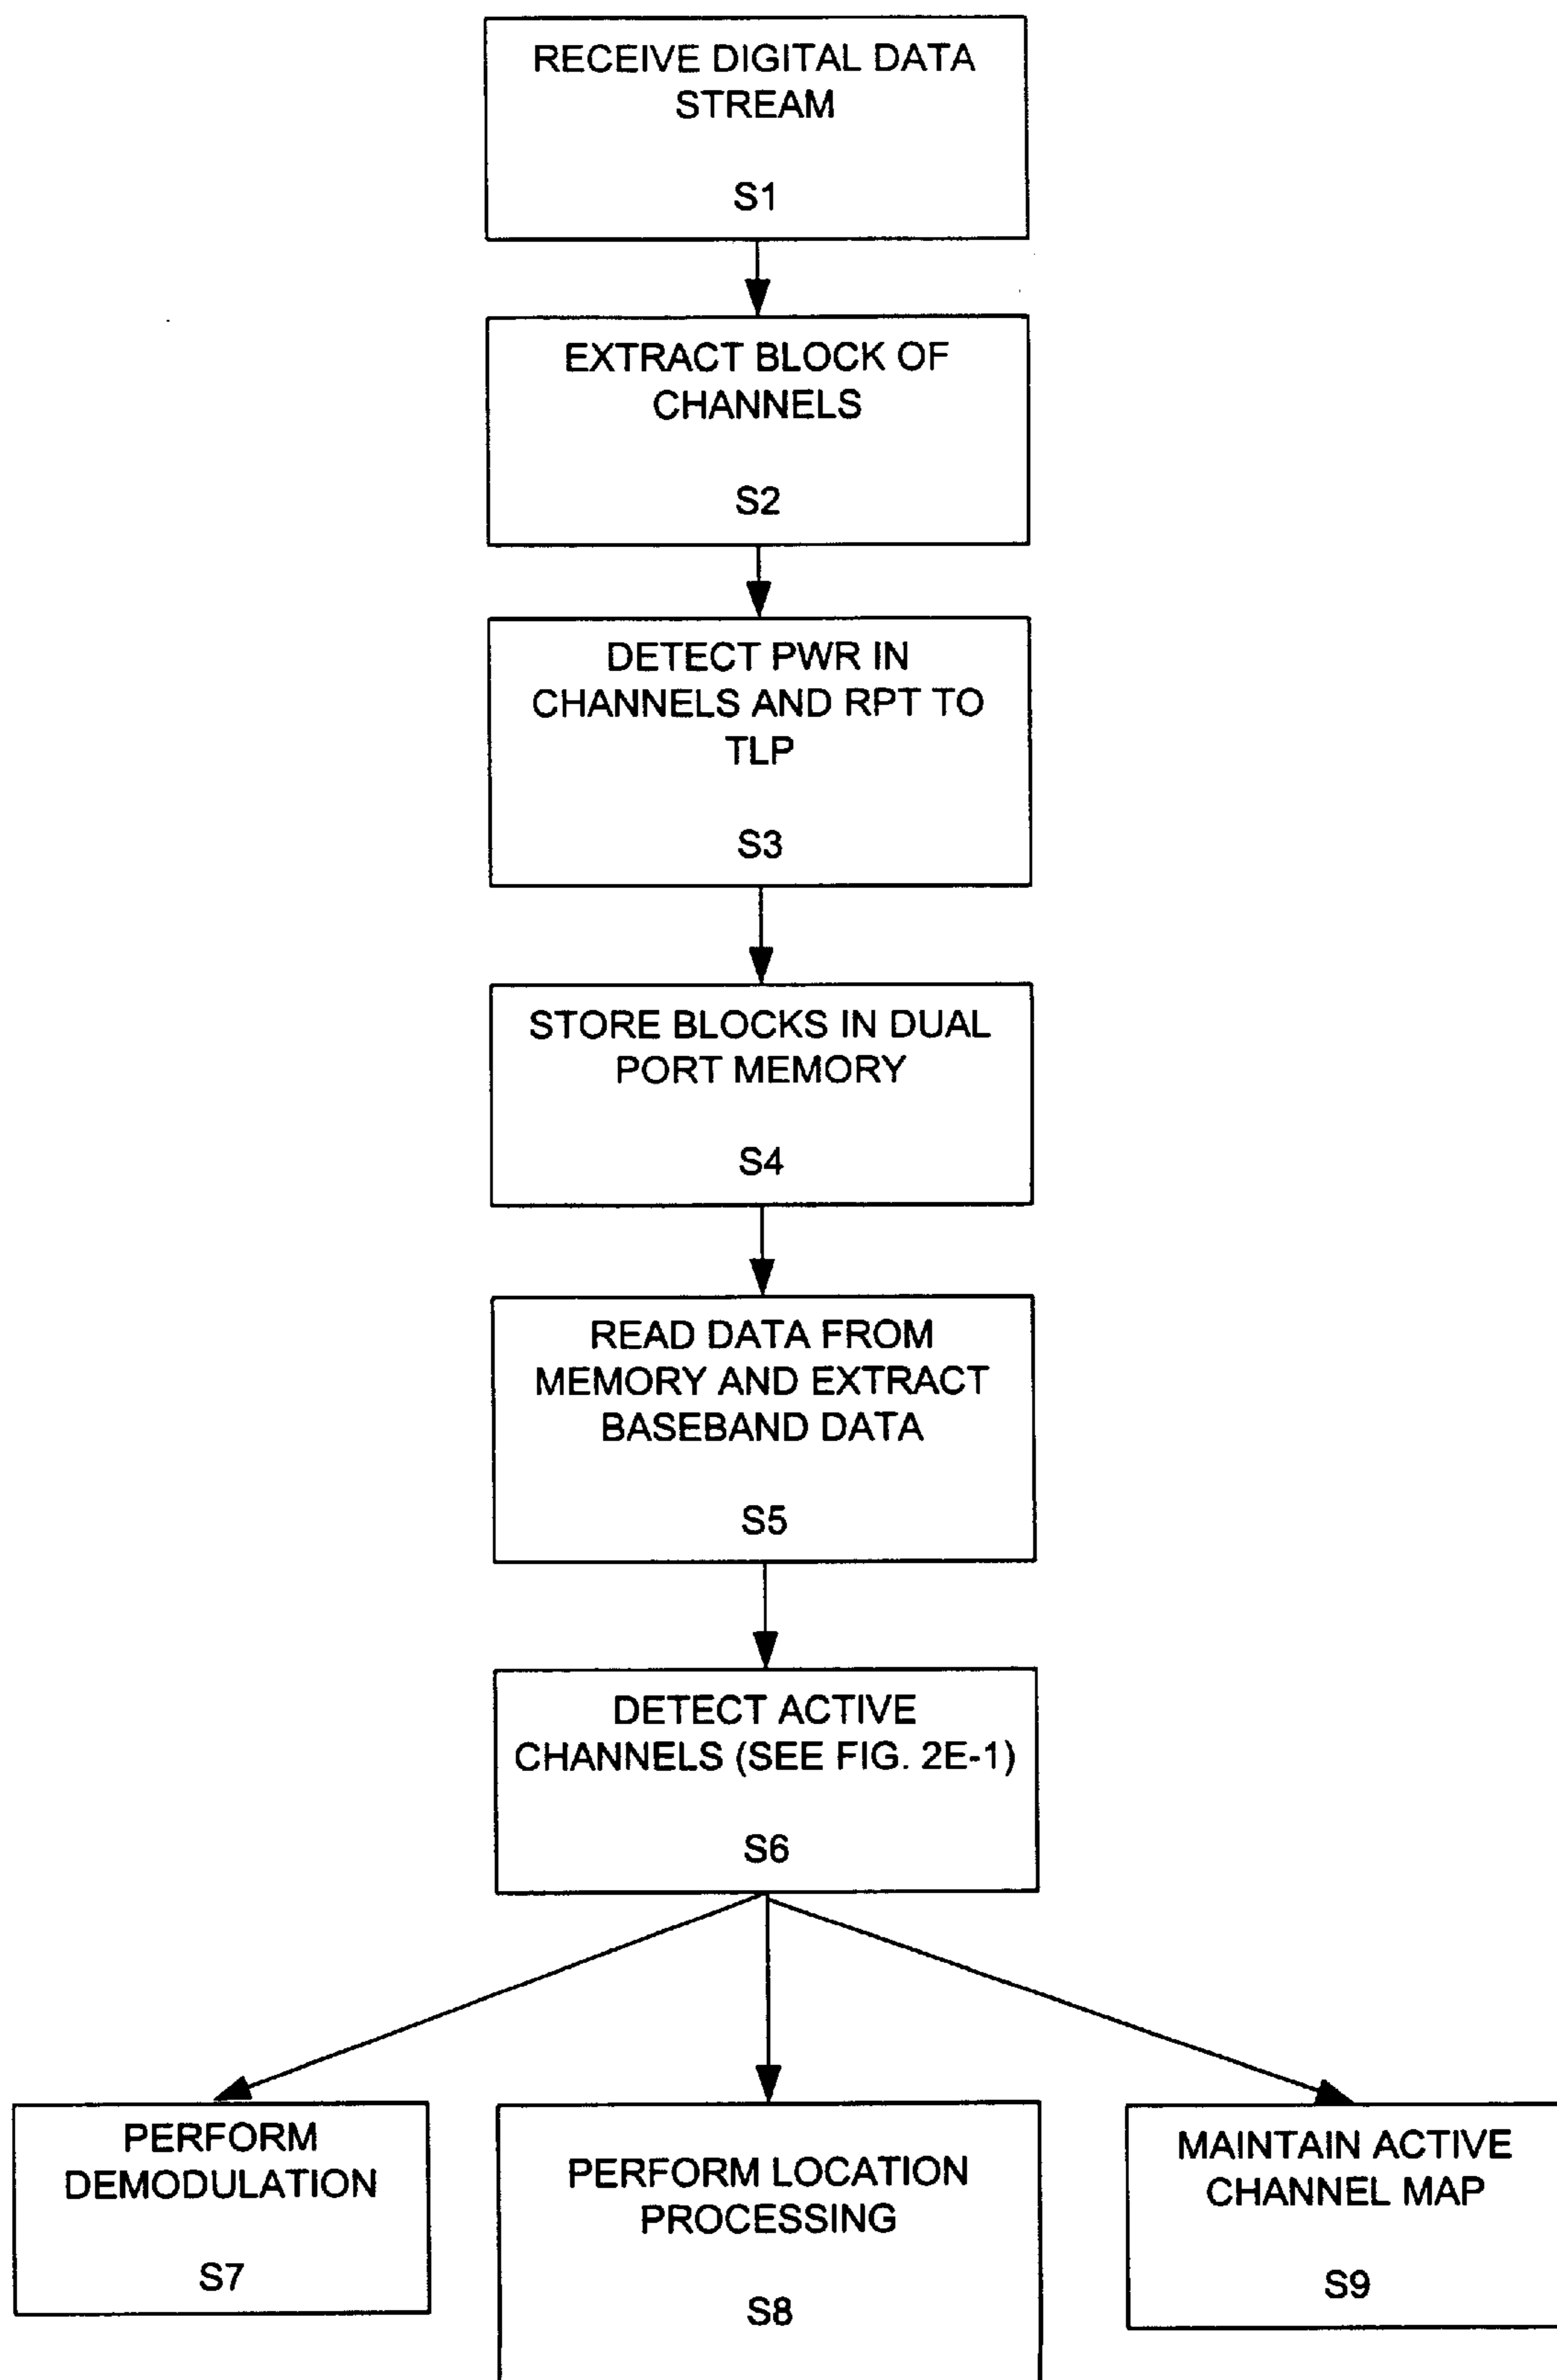 RECEIVE DIGITAL DATA
STREAM
S1
EXTRACT BLOCK OF
CHANNELS
S2
DETECT PWR IN
CHANNELS AND RPT TO
TLP
S3
STORE BLOCKS IN DUAL
PORT MEMORY
S4
READ DATA FROM
MEMORY AND EXTRACT
BASEBAND DATA
S5
DETECT ACTIVE
CHANNELS (SEE FIG. 2E-1)
S6
PERFORM
DEMODULATION
S7
PERFORM LOCATION
PROCESSING
S8
MAINTAIN ACTIVE
CHANNEL MAP
S9